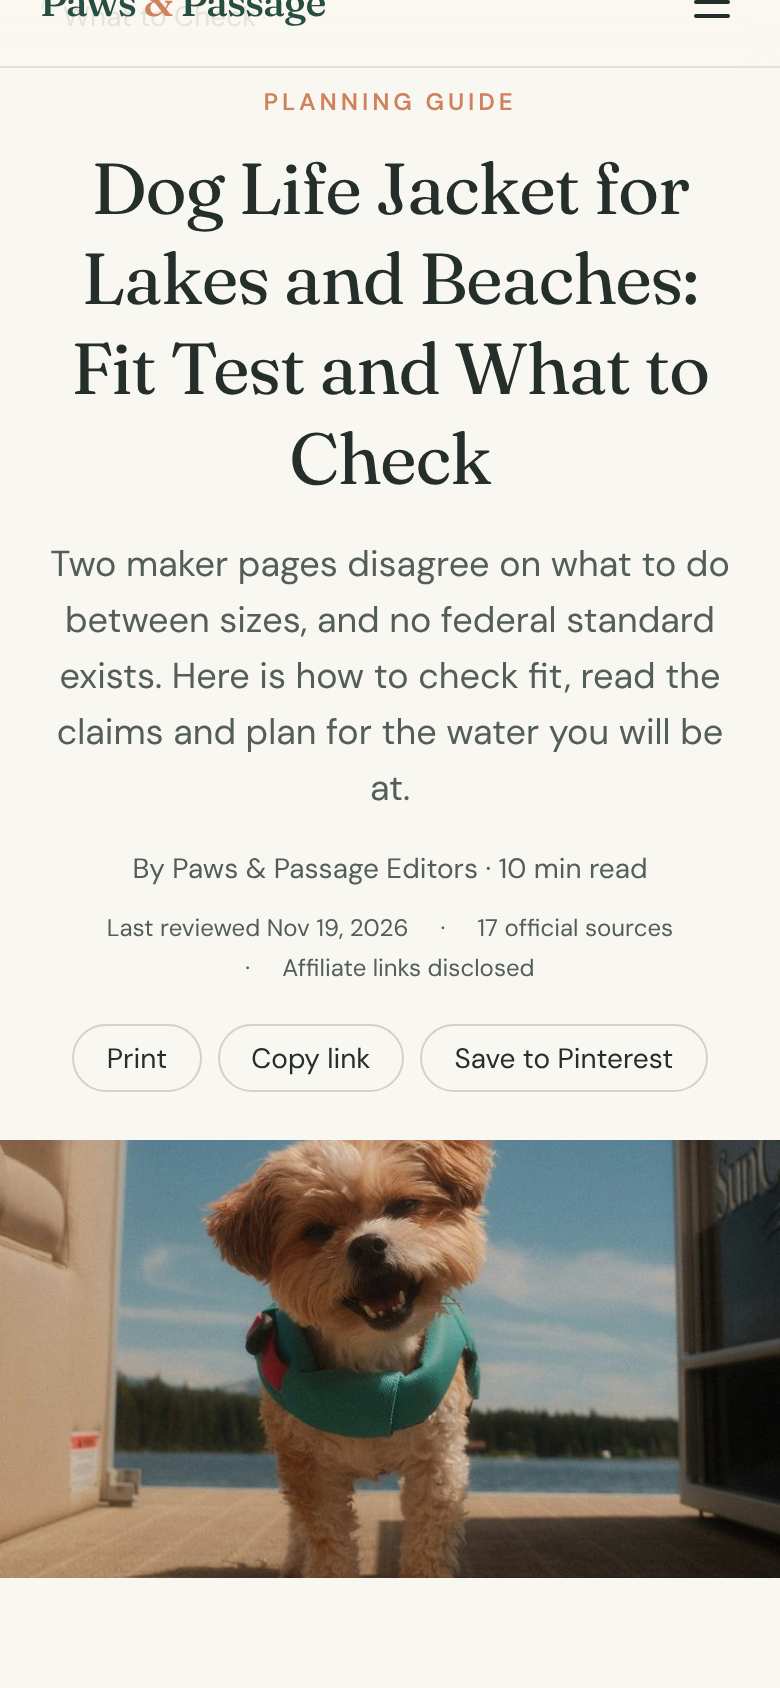 Paws & Passage
What to Check
PLANNING GUIDE
Dog Life Jacket for
Lakes and Beaches:
Fit Test and What to
Check
Two maker pages disagree on what to do
between sizes, and no federal standard
exists. Here is how to check fit, read the
claims and plan for the water you will be
at.
By Paws & Passage Editors · 10 min read
Last reviewed Nov 19, 2026 · 17 official sources
· Affiliate links disclosed
Print Copy link Save to Pinterest